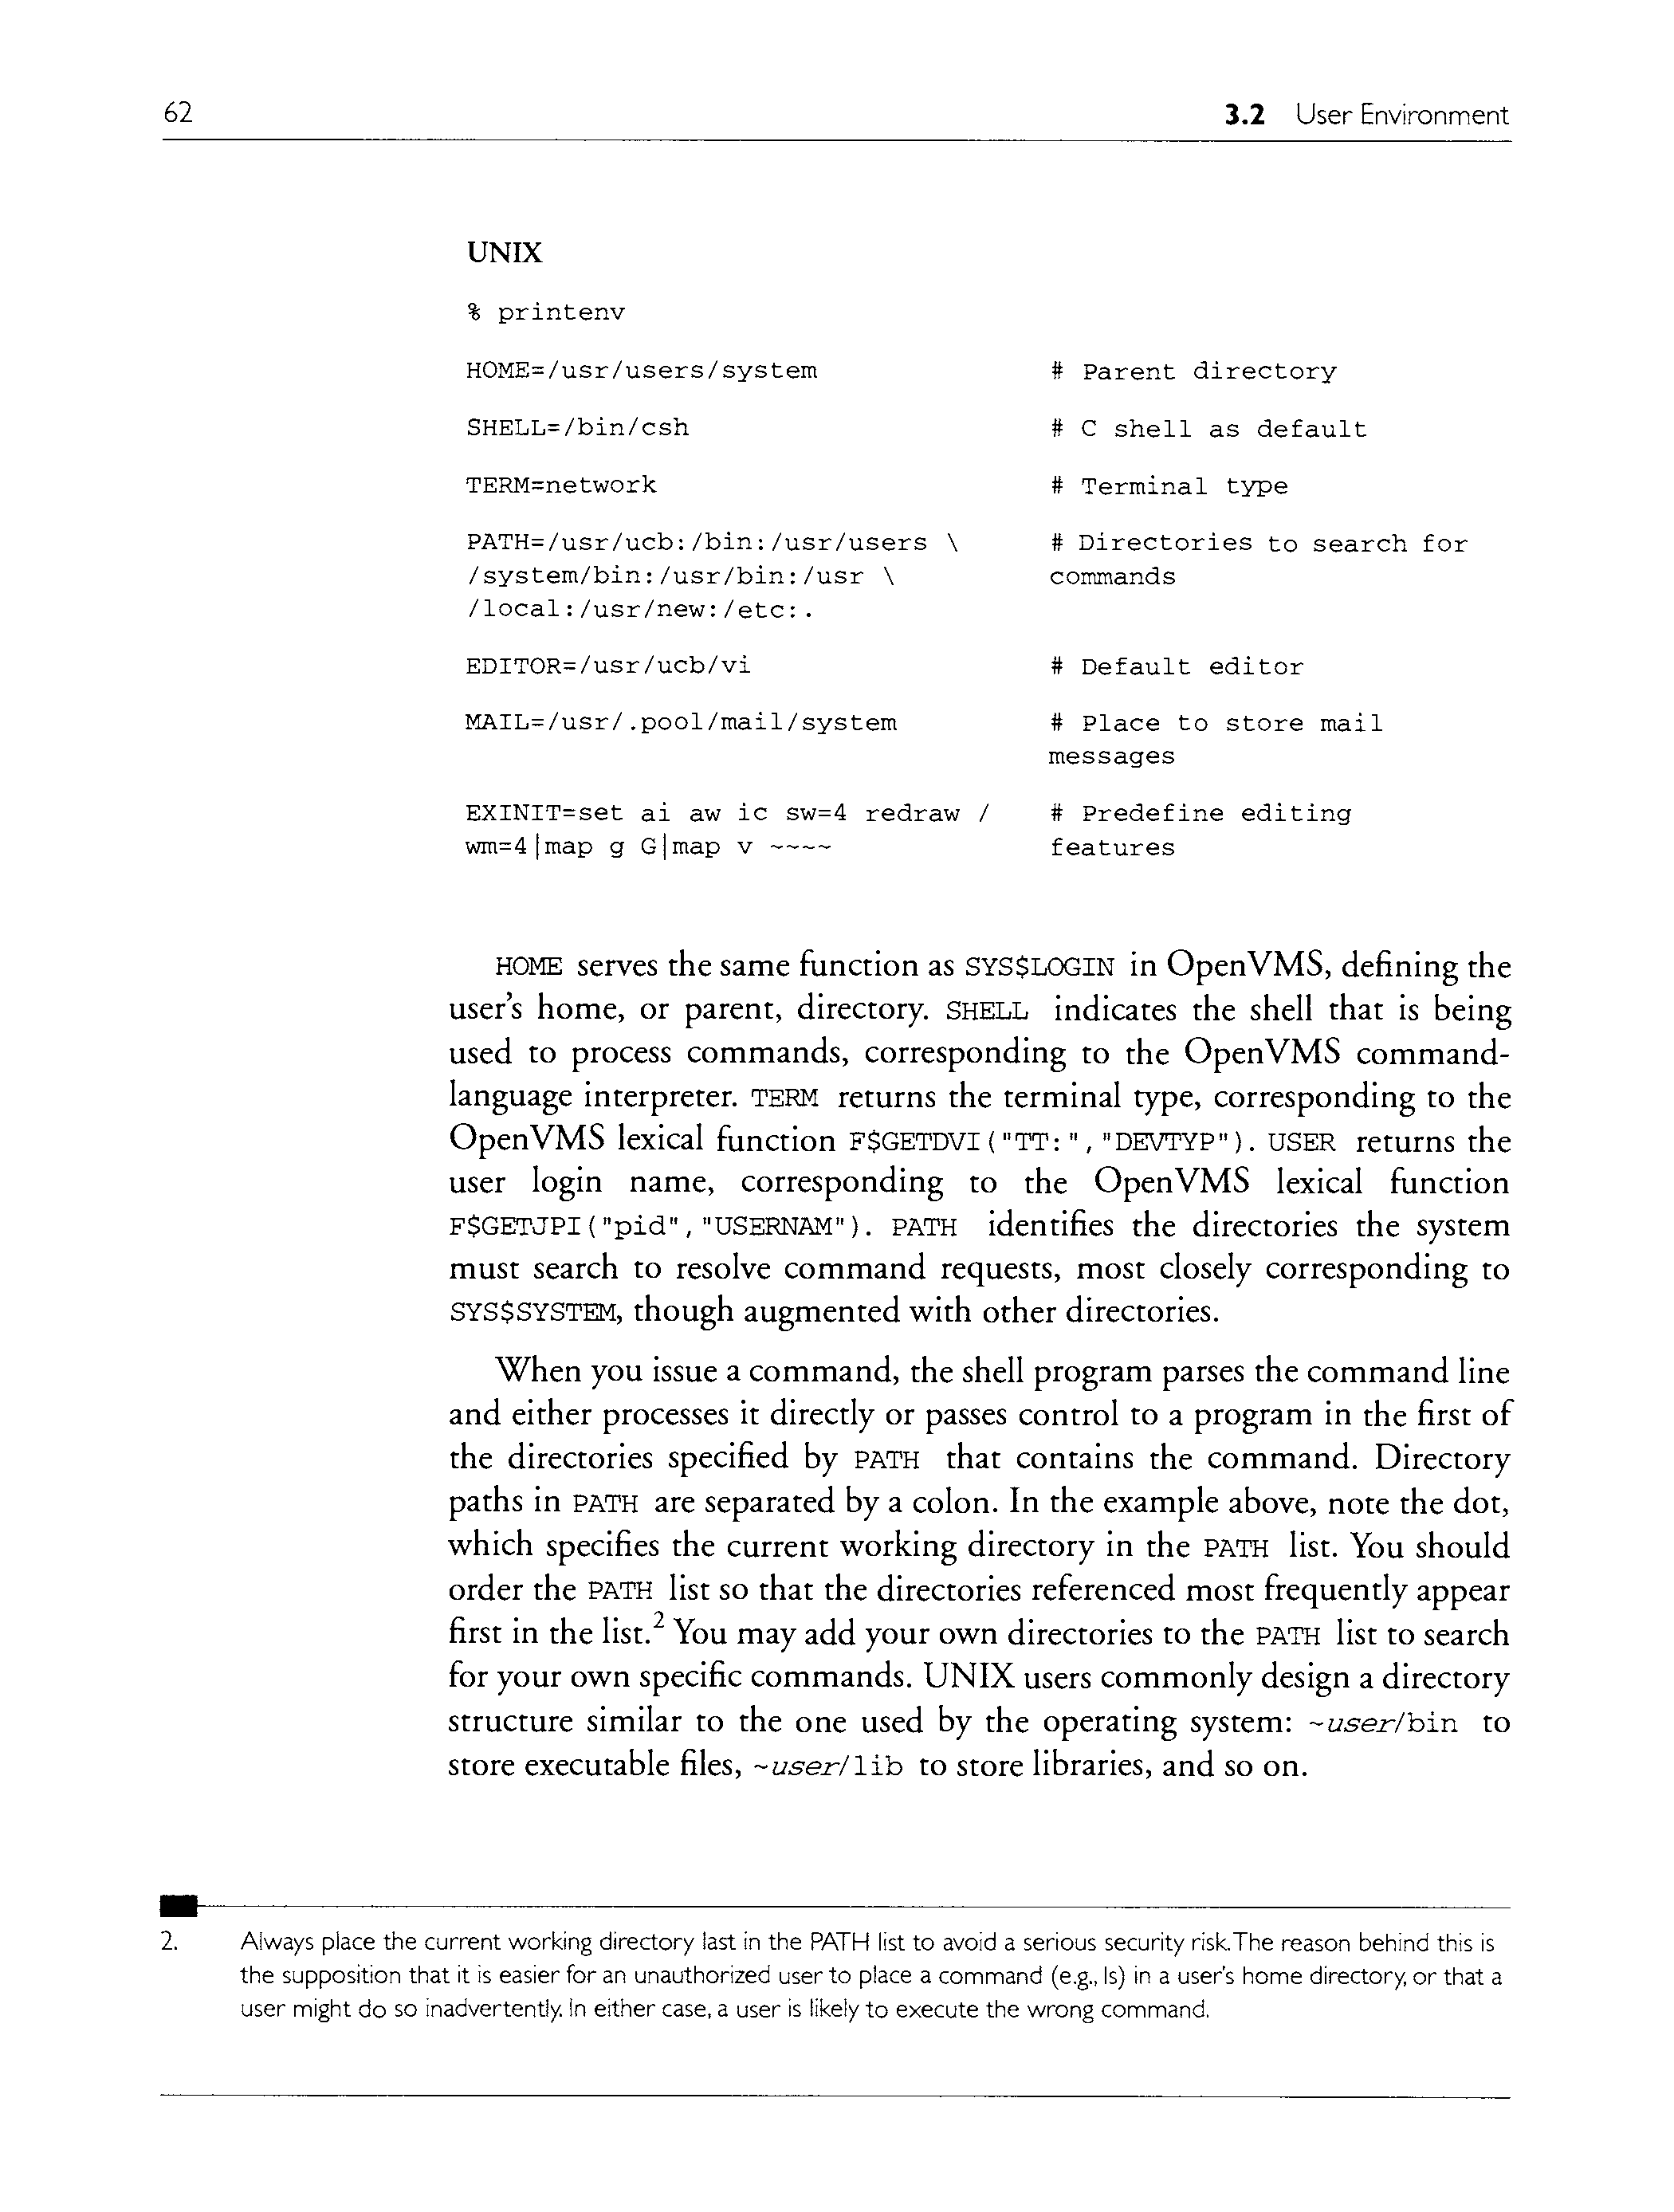 62
3.2 User Environment
UNIX
% printenv
HOME=/usr/users/system # Parent directory
SHELL=/bin/csh # C shell as default
TERM=network # Terminal type
PATH=/usr/ucb:/bin:/usr/users \ # Directories to search for
/system/bin:/usr/bin:/usr \ commands
/local:/usr/new:/etc:.
EDITOR=/usr/ucb/vi # Default editor
MAIL=/usr/.pool/mail/system # Place to store mail
messages
EXINIT=set ai aw ic sw=4 redraw / # Predefine editing
wm=4|map g G|map v ~~~~ features
HOME serves the same function as SYS$LOGIN in OpenVMS, defining the
user's home, or parent, directory. SHELL indicates the shell that is being
used to process commands, corresponding to the OpenVMS command-
language interpreter. TERM returns the terminal type, corresponding to the
OpenVMS lexical function F$GETDVI("TT:","DEVTYP"). USER returns the
user login name, corresponding to the OpenVMS lexical function
F$GETJPI("pid","USERNAM"). PATH identifies the directories the system
must search to resolve command requests, most closely corresponding to
SYS$SYSTEM, though augmented with other directories.
When you issue a command, the shell program parses the command line
and either processes it directly or passes control to a program in the first of
the directories specified by PATH that contains the command. Directory
paths in PATH are separated by a colon. In the example above, note the dot,
which specifies the current working directory in the PATH list. You should
order the PATH list so that the directories referenced most frequently appear
first in the list.2 You may add your own directories to the PATH list to search
for your own specific commands. UNIX users commonly design a directory
structure similar to the one used by the operating system: ~user/bin to
store executable files, ~user/lib to store libraries, and so on.
2. Always place the current working directory last in the PATH list to avoid a serious security risk.The reason behind this is
the supposition that it is easier for an unauthorized user to place a command (e.g., ls) in a user's home directory, or that a
user might do so inadvertently. In either case, a user is likely to execute the wrong command.